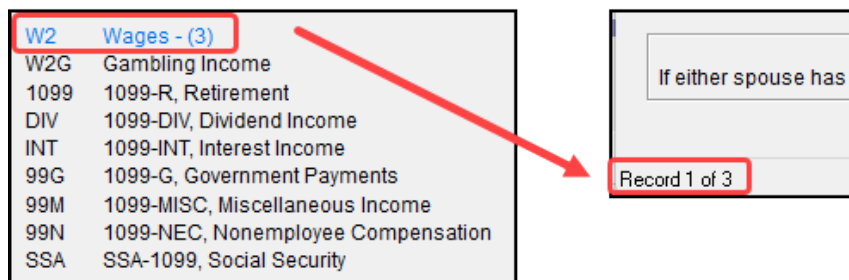 W2 Wages - (3)
W2G Gambling Income
1099 1099-R, Retirement
DIV 1099-DIV, Dividend Income
INT 1099-INT, Interest Income
99G 1099-G, Government Payments
99M 1099-MISC, Miscellaneous Income
99N 1099-NEC, Nonemployee Compensation
SSA SSA-1099, Social Security
If either spouse has
Record 1 of 3